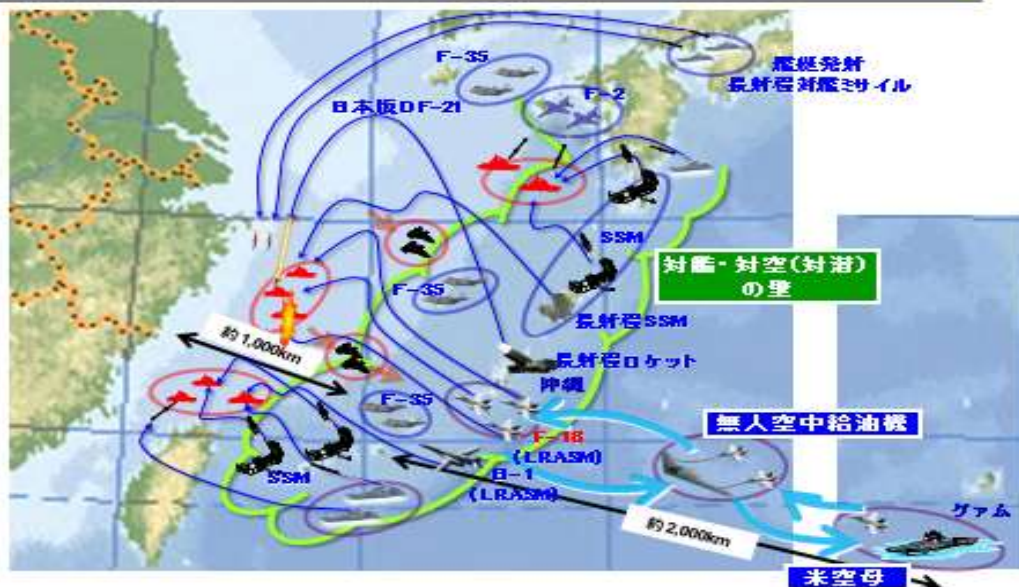 F-35
艦艇発射
長射程対艦ミサイル
F-2
日本版DF-21
SSM
対艦・対空(対潜)
の壁
F-35
長射程SSM
約1,000km
長射程ロケット
沖縄
F-35
無人空中給油機
F-18
(LRASM)
B-1
(LRASM)
SSM
グァム
約2,000km
米空母